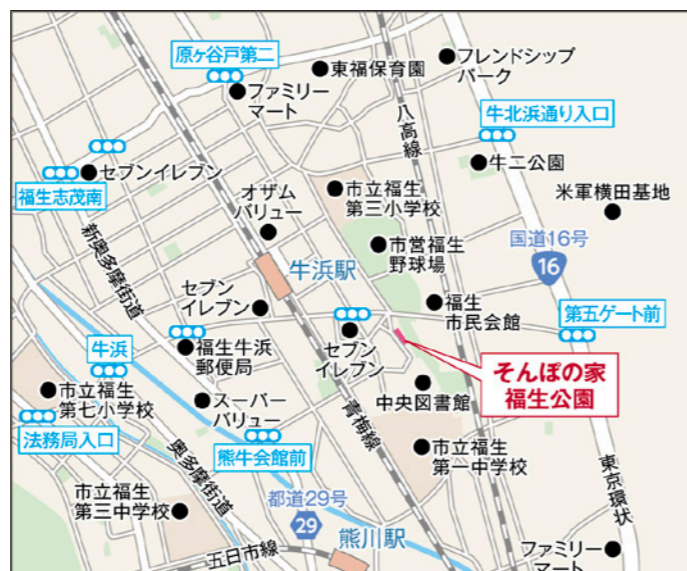 原ヶ谷戸第二
東福保育園
フレンドシップ
パーク
ファミリー
マート
八高線
牛北浜通り入口
牛二公園
セブンイレブン
福生志茂南
オザム
バリュー
市立福生
第三小学校
米軍横田基地
新奥多摩街道
市営福生
野球場
国道16号
16
牛浜駅
セブン
イレブン
福生
市民会館
第五ゲート前
牛浜
福生牛浜
郵便局
セブン
イレブン
そんぽの家
福生公園
市立福生
第七小学校
スーパー
バリュー
中央図書館
青梅線
法務局入口
熊牛会館前
奥多摩街道
市立福生
第一中学校
東京環状
市立福生
第三中学校
都道29号
29
熊川駅
五日市線
ファミリー
マート